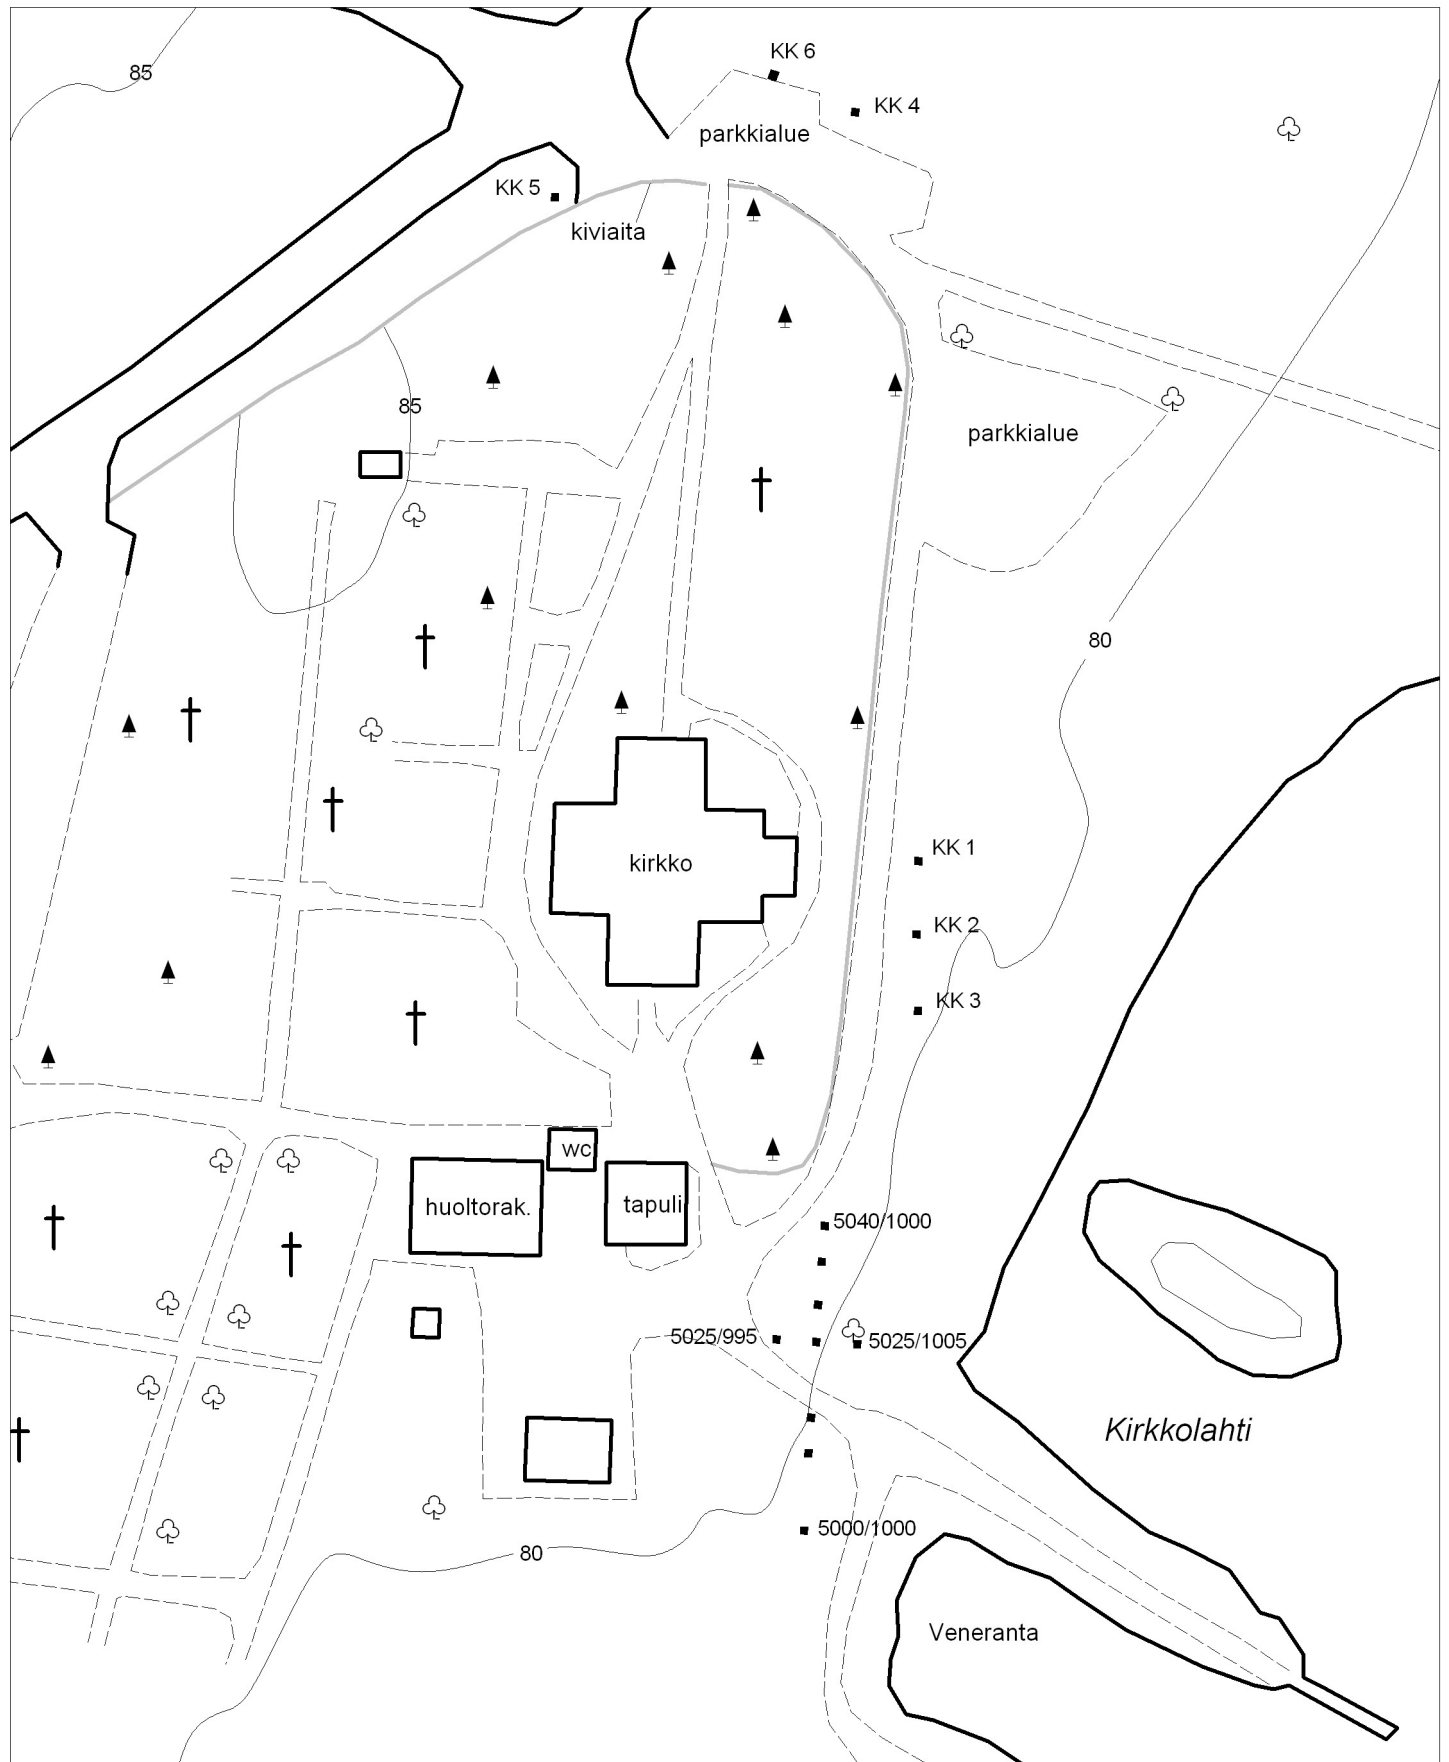 KK 6
85
KK 4
parkkialue
KK 5
kiviaita
85
parkkialue
80
KK 1
kirkko
KK 2
KK 3
wc
huoltorak.
tapuli
5040/1000
5025/995
5025/1005
Kirkkolahti
5000/1000
80
Veneranta